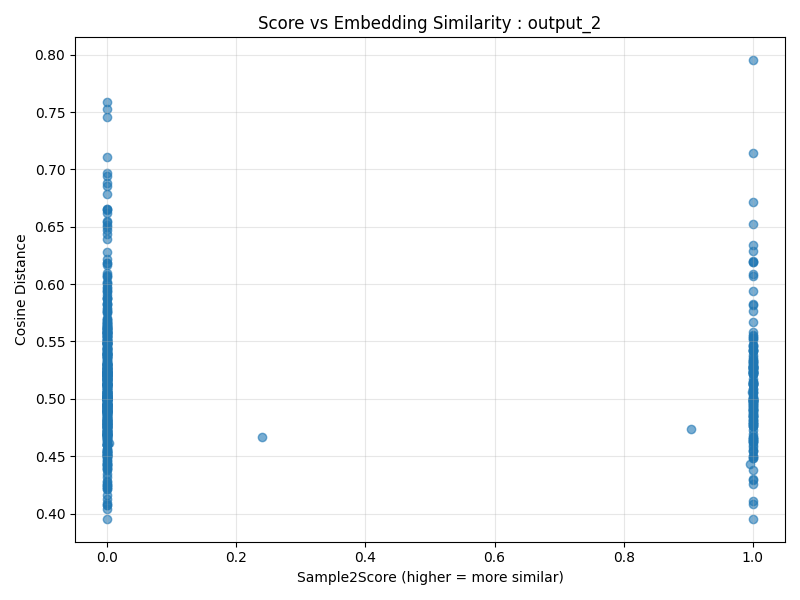 Score vs Embedding Similarity : output_2
0.80
0.75
0.70
0.65
0.60
0.55
0.50
0.45
0.40
Cosine Distance
0.0 0.2 0.4 0.6 0.8 1.0
Sample2Score (higher = more similar)